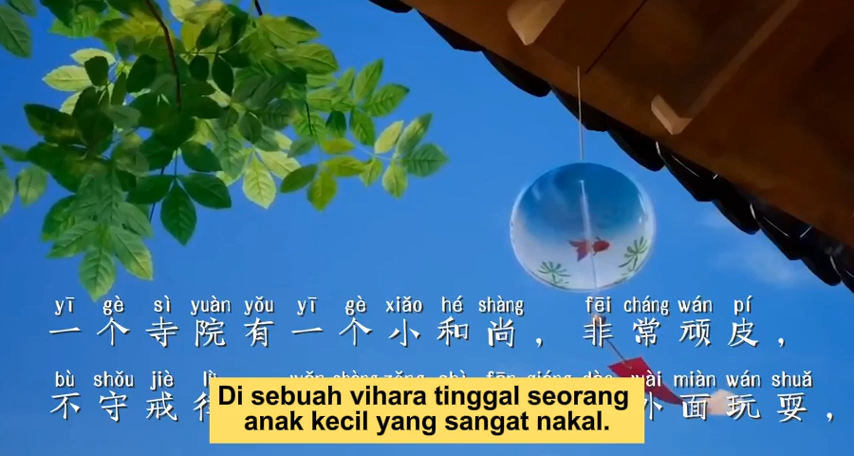 yī gè sì yuàn yǒu yī gè xiǎo hé shàng fēi cháng wán pí
一个寺院有一个小和尚，非常顽皮，
bù shǒu jiè miàn wán shuǎ
不守戒 面玩耍，
Di sebuah vihara tinggal seorang
anak kecil yang sangat nakal.